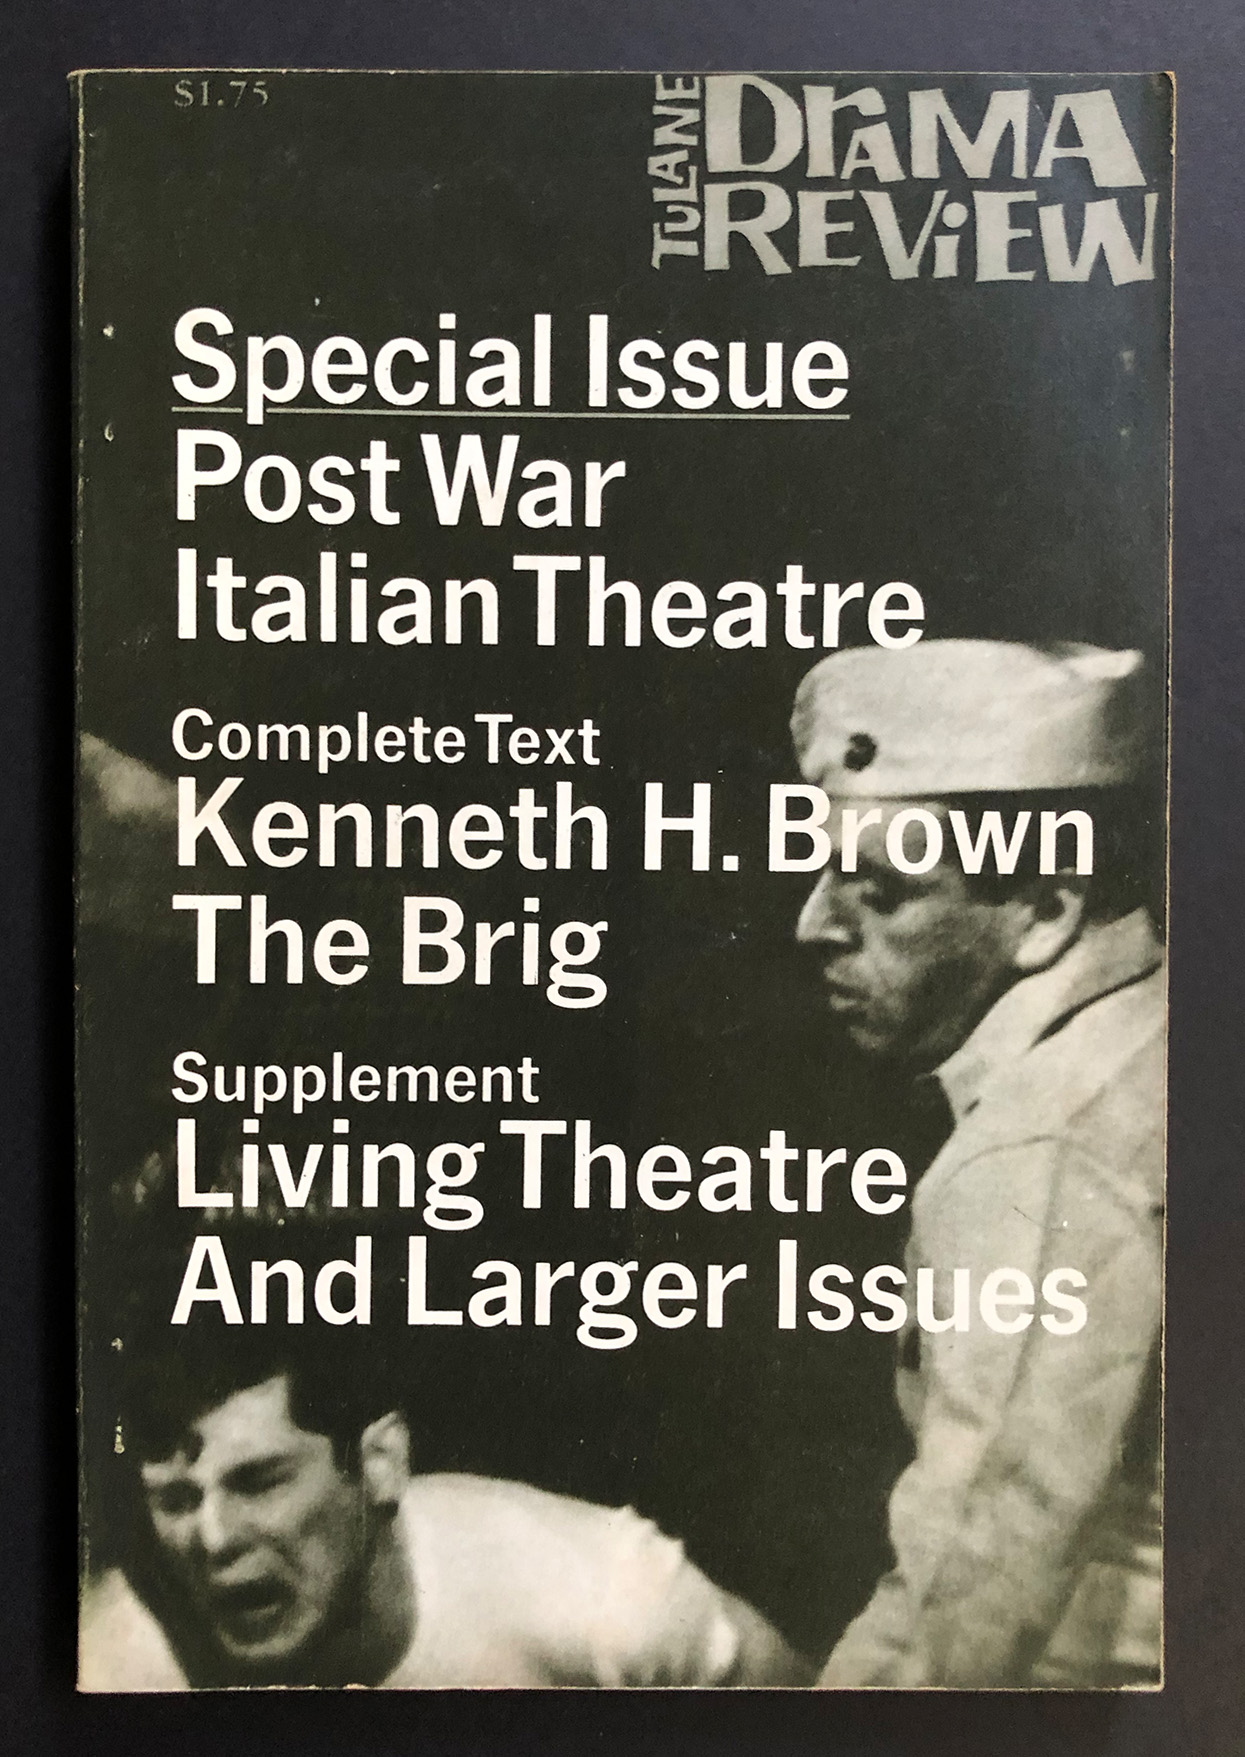 $1.75
TULANE
DRAMA
REVIEW
Special Issue
Post War
Italian Theatre
Complete Text
Kenneth H. Brown
The Brig
Supplement
Living Theatre
And Larger Issues